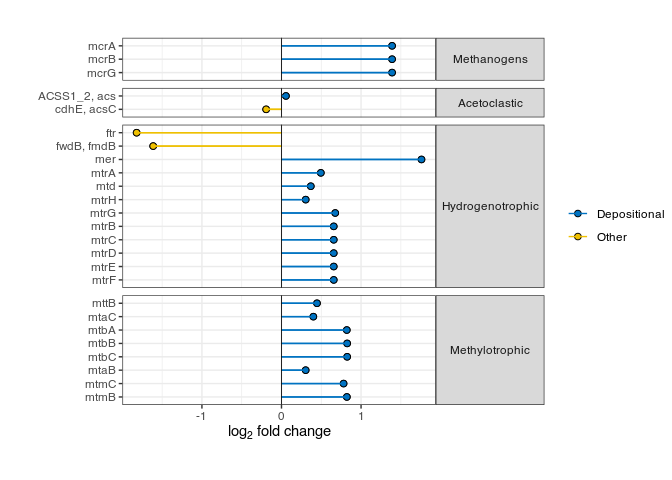 mcrA
mcrB
mcrG
Methanogens
ACSS1_2, acs
cdhE, acsC
Acetoclastic
ftr
fwdB, fmdB
mer
mtrA
mtd
mtrH
mtrG
mtrB
mtrC
mtrD
mtrE
mtrF
Hydrogenotrophic
mttB
mtaC
mtbA
mtbB
mtbC
mtaB
mtmC
mtmB
Methylotrophic
-1 0 1
log2 fold change
Depositional
Other